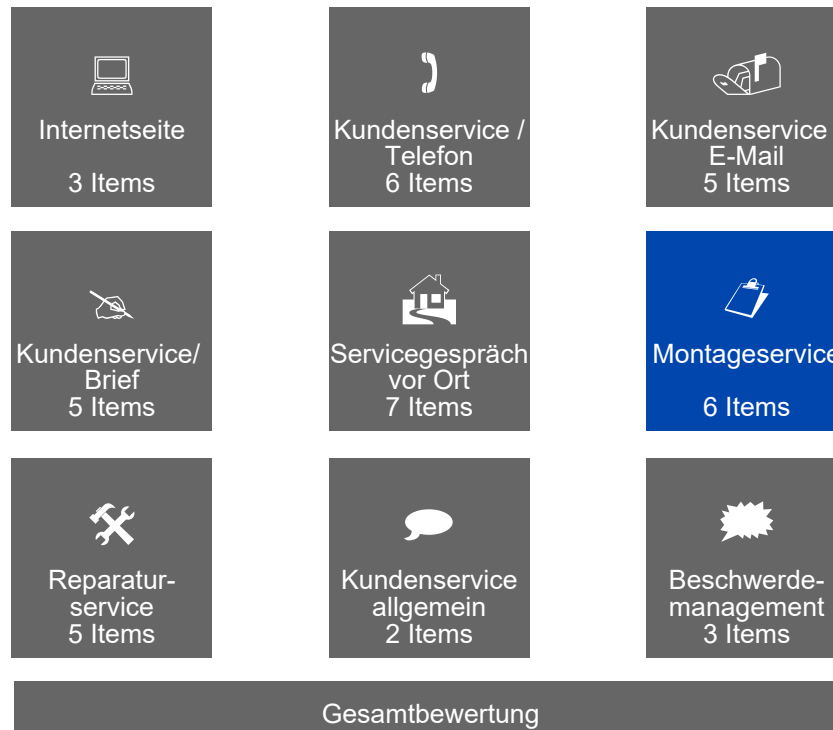 Internetseite
3 Items
Kundenservice /
Telefon
6 Items
Kundenservice
E-Mail
5 Items
Kundenservice/
Brief
5 Items
Servicegespräch
vor Ort
7 Items
Montageservice
6 Items
Reparatur-
service
5 Items
Kundenservice
allgemein
2 Items
Beschwerde-
management
3 Items
Gesamtbewertung